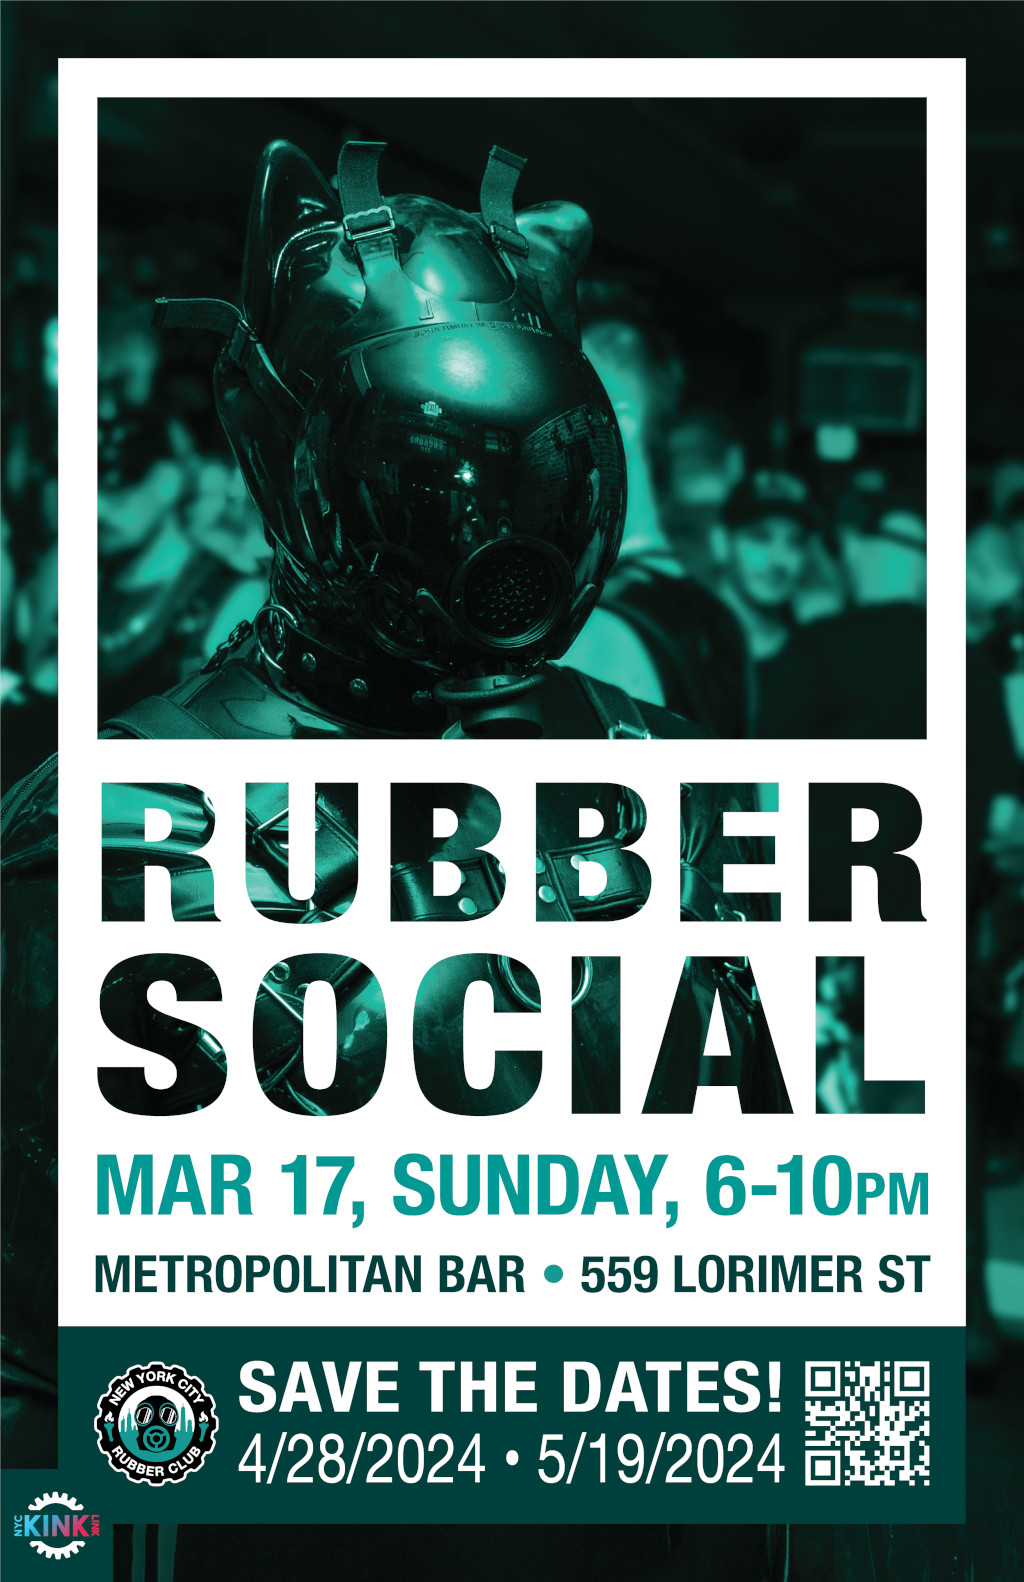 RUBBER
SOCIAL
MAR 17, SUNDAY, 6-10PM
METROPOLITAN BAR • 559 LORIMER ST
NEW YORK CITY
RUBBER CLUB
SAVE THE DATES!
4/28/2024 • 5/19/2024
NYC
KINK
LINK